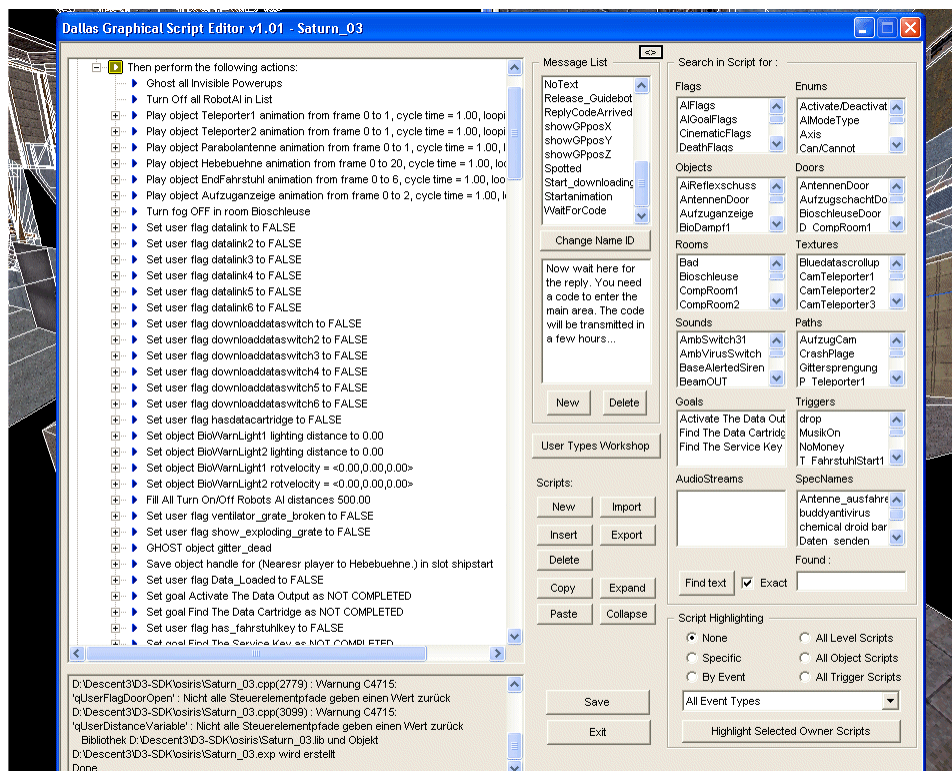 Dallas Graphical Script Editor v1.01 - Saturn_03
<>
Then perform the following actions:
Ghost all Invisible Powerups
Turn Off all RobotAI in List
Play object Teleporter1 animation from frame 0 to 1, cycle time = 1.00, loopi
Play object Teleporter2 animation from frame 0 to 1, cycle time = 1.00, loopi
Play object Parabolantenne animation from frame 0 to 1, cycle time = 1.00, l
Play object Hebebuehne animation from frame 0 to 20, cycle time = 1.00, loo
Play object EndFahrstuhl animation from frame 0 to 6, cycle time = 1.00, loo
Play object Aufzuganzeige animation from frame 0 to 2, cycle time = 1.00, l
Turn fog OFF in room Bioschleuse
Set user flag datalink to FALSE
Set user flag datalink2 to FALSE
Set user flag datalink3 to FALSE
Set user flag datalink4 to FALSE
Set user flag datalink5 to FALSE
Set user flag datalink6 to FALSE
Set user flag downloaddataswitch to FALSE
Set user flag downloaddataswitch2 to FALSE
Set user flag downloaddataswitch3 to FALSE
Set user flag downloaddataswitch4 to FALSE
Set user flag downloaddataswitch5 to FALSE
Set user flag downloaddataswitch6 to FALSE
Set user flag hasdatacartridge to FALSE
Set object BioWarnLight1 lighting distance to 0.00
Set object BioWarnLight2 lighting distance to 0.00
Set object BioWarnLight1 rotvelocity = <0.00,0.00,0.00>
Set object BioWarnLight2 rotvelocity = <0.00,0.00,0.00>
Fill All Turn On/Off Robots AI distances 500.00
Set user flag ventilator_grate_broken to FALSE
Set user flag show_exploding_grate to FALSE
GHOST object gitter_dead
Save object handle for (Nearesr player to Hebebuehne.) in slot shipstart
Set user flag Data_Loaded to FALSE
Set goal Activate The Data Output as NOT COMPLETED
Set goal Find The Data Cartridge as NOT COMPLETED
Set user flag has_fahrstuhlkey to FALSE
Set goal Find The Service Key as NOT COMPLETED
D:\Descent3\D3-SDK\osiris\Saturn_03.cpp(2779) : Warnung C4715:
'qUserFlagDoorOpen' : Nicht alle Steuerelementpfade geben einen Wert zurück
D:\Descent3\D3-SDK\osiris\Saturn_03.cpp(3099) : Warnung C4715:
'qUserDistanceVariable' : Nicht alle Steuerelementpfade geben einen Wert zurück
Bibliothek D:\Descent3\D3-SDK\osiris\Saturn_03.lib und Objekt
D:\Descent3\D3-SDK\osiris\Saturn_03.exp wird erstellt
Done
Message List
NoText
Release_Guidebot
ReplyCodeArrived
showGPposX
showGPposY
showGPposZ
Spotted
Start_downloading
Startanimation
WaitForCode
Change Name ID
Now wait here for
the reply. You need
a code to enter the
main area. The code
will be transmitted in
a few hours...
New Delete
User Types Workshop
Scripts:
New Import
Insert Export
Delete
Copy Expand
Paste Collapse
Save
Exit
Search in Script for :
Flags Enums
AIFlags
AIGoalFlags
CinematicFlags
DeathFlags
Activate/Deactivat
AIModeType
Axis
Can/Cannot
Objects Doors
AiReflexschuss
AntennenDoor
Aufzuganzeige
BioDampf1
AntennenDoor
AufzugschachtDo
BioschleuseDoor
D_CompRoom1
Rooms Textures
Bad
Bioschleuse
CompRoom1
CompRoom2
Bluedatascrollup
CamTeleporter1
CamTeleporter2
CamTeleporter3
Sounds Paths
AmbSwitch31
AmbVirusSwitch
BaseAlertedSiren
BeamOUT
AufzugCam
CrashPlage
Gittersprengung
P_Teleporter1
Goals Triggers
Activate The Data Out
Find The Data Cartridg
Find The Service Key
drop
MusikOn
NoMoney
T_FahrstuhlStart1
AudioStreams SpecNames
Antenne_ausfahre
buddyantivirus
chemical droid bar
Daten_senden
Found :
Find text Exact
Script Highlighting
None All Level Scripts
Specific All Object Scripts
By Event All Trigger Scripts
All Event Types
Highlight Selected Owner Scripts